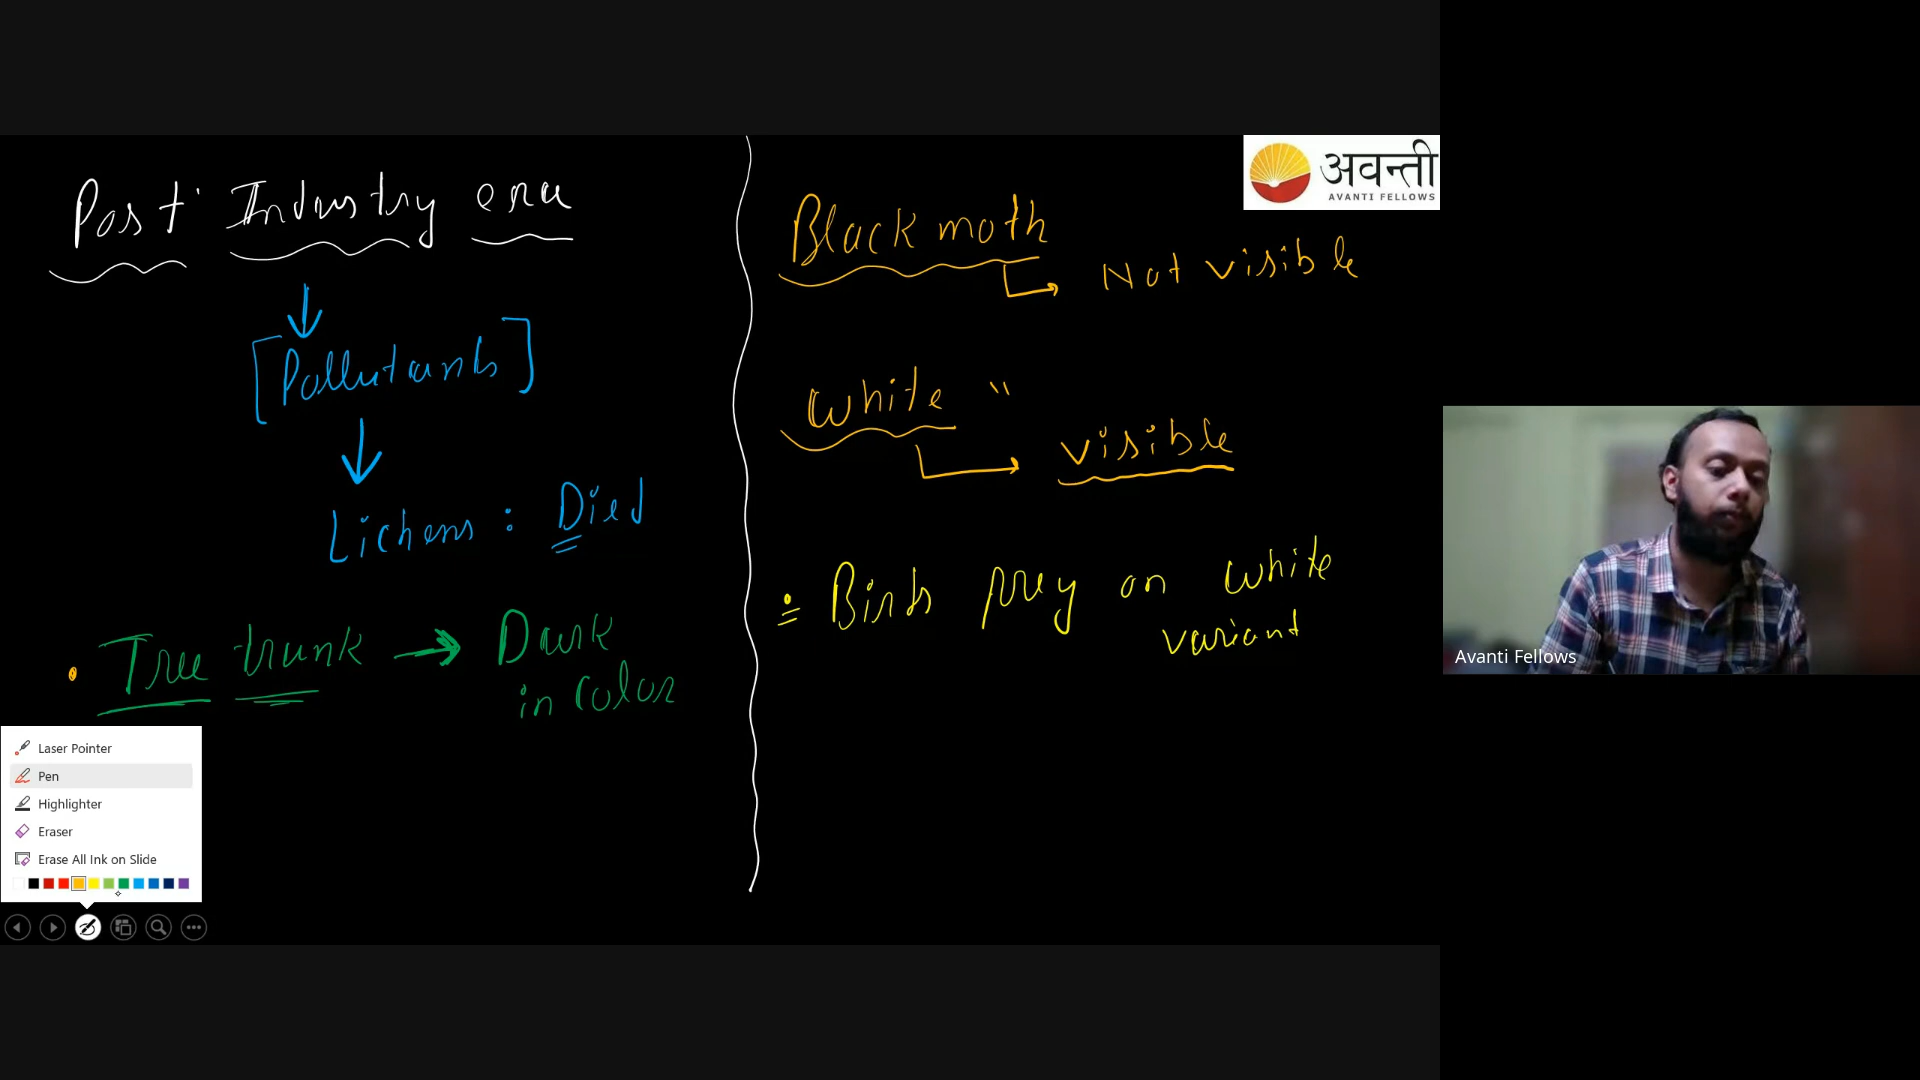 Post Industry era
[Pollutants]
Lichens : Died
Tree trunk → Dark
in color
Black moth
Not visible
White "
visible
Birds prey on white
variant
अवन्ती
AVANTI FELLOWS
Avanti Fellows
Laser Pointer
Pen
Highlighter
Eraser
Erase All Ink on Slide